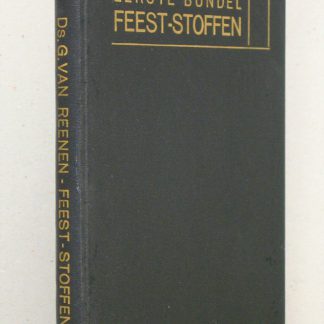 EERSTE BUNDEL
FEEST-STOFFEN
DS. G. VAN REENEN - FEEST-STOFFEN